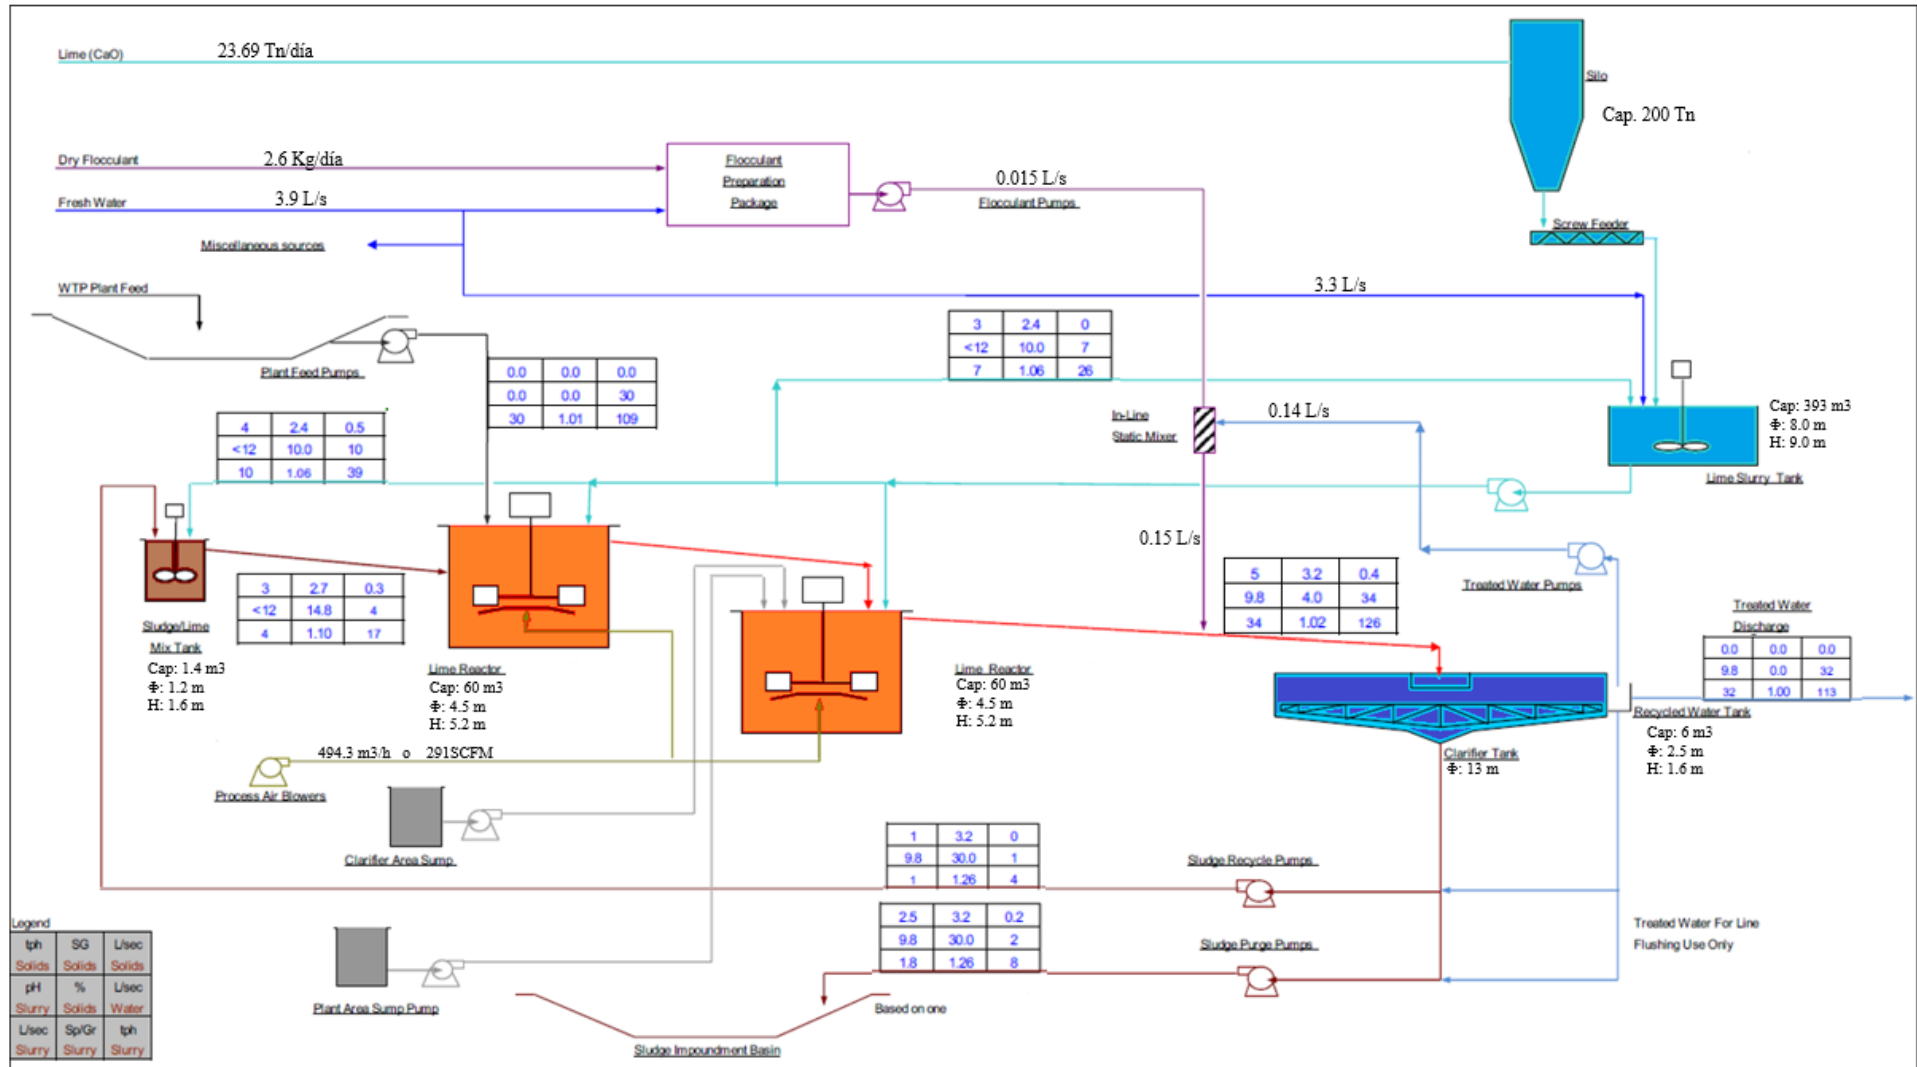 Lime (CaO) 23.69 Tn/día
Silo
Cap. 200 Tn
Dry Flocculant 2.6 Kg/día
Flocculant
Preparation
Package
Fresh Water 3.9 L/s
0.015 L/s
Flocculant Pumps
Screw Feeder
Miscellaneous sources
WTP Plant Feed
3.3 L/s
Plant Feed Pumps
0.0 0.0 0.0
0.0 0.0 30
30 1.01 109
3 2.4 0
<12 10.0 7
7 1.06 26
In-Line
Static Mixer
0.14 L/s
Cap: 393 m3
Φ: 8.0 m
H: 9.0 m
Lime Slurry Tank
4 2.4 0.5
<12 10.0 10
10 1.06 39
0.15 L/s
Treated Water Pumps
3 2.7 0.3
<12 14.8 4
4 1.10 17
5 3.2 0.4
9.8 4.0 34
34 1.02 126
Treated Water
Discharge
0.0 0.0 0.0
9.8 0.0 32
32 1.00 113
Sludge/Lime
Mix Tank
Cap: 1.4 m3
Φ: 1.2 m
H: 1.6 m
Lime Reactor
Cap: 60 m3
Φ: 4.5 m
H: 5.2 m
Lime Reactor
Cap: 60 m3
Φ: 4.5 m
H: 5.2 m
Recycled Water Tank
Cap: 6 m3
Φ: 2.5 m
H: 1.6 m
Clarifier Tank
Φ: 13 m
494.3 m3/h o 291SCFM
Process Air Blowers
Clarifier Area Sump
1 3.2 0
9.8 30.0 1
1 1.26 4
Sludge Recycle Pumps
2.5 3.2 0.2
9.8 30.0 2
1.8 1.26 8
Sludge Purge Pumps
Treated Water For Line
Flushing Use Only
Plant Area Sump Pump
Based on one
Sludge Impoundment Basin
Legend
tph SG L/sec
Solids Solids Solids
pH % L/sec
Slurry Solids Water
L/sec Sp/Gr tph
Slurry Slurry Slurry